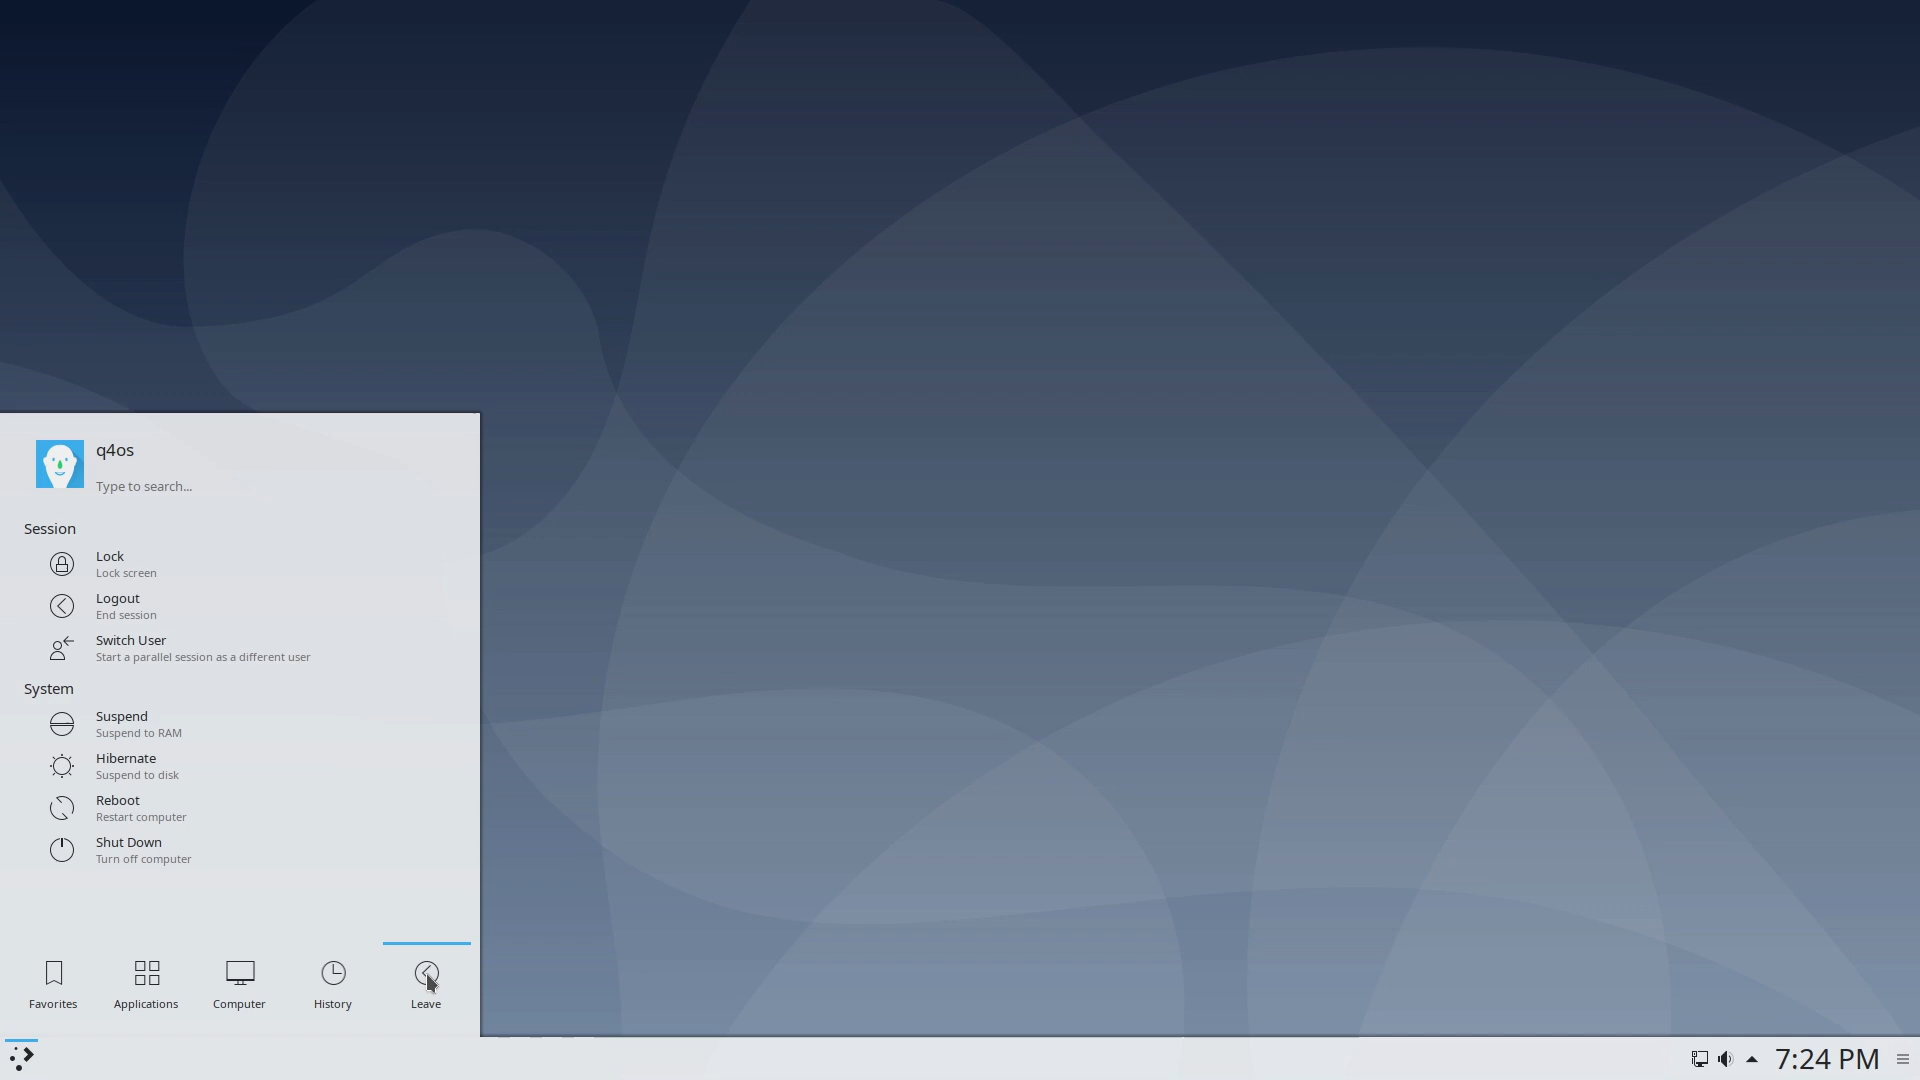 q4os
Type to search...
Session
Lock
Lock screen
Logout
End session
Switch User
Start a parallel session as a different user
System
Suspend
Suspend to RAM
Hibernate
Suspend to disk
Reboot
Restart computer
Shut Down
Turn off computer
Favorites Applications Computer History Leave
7:24 PM